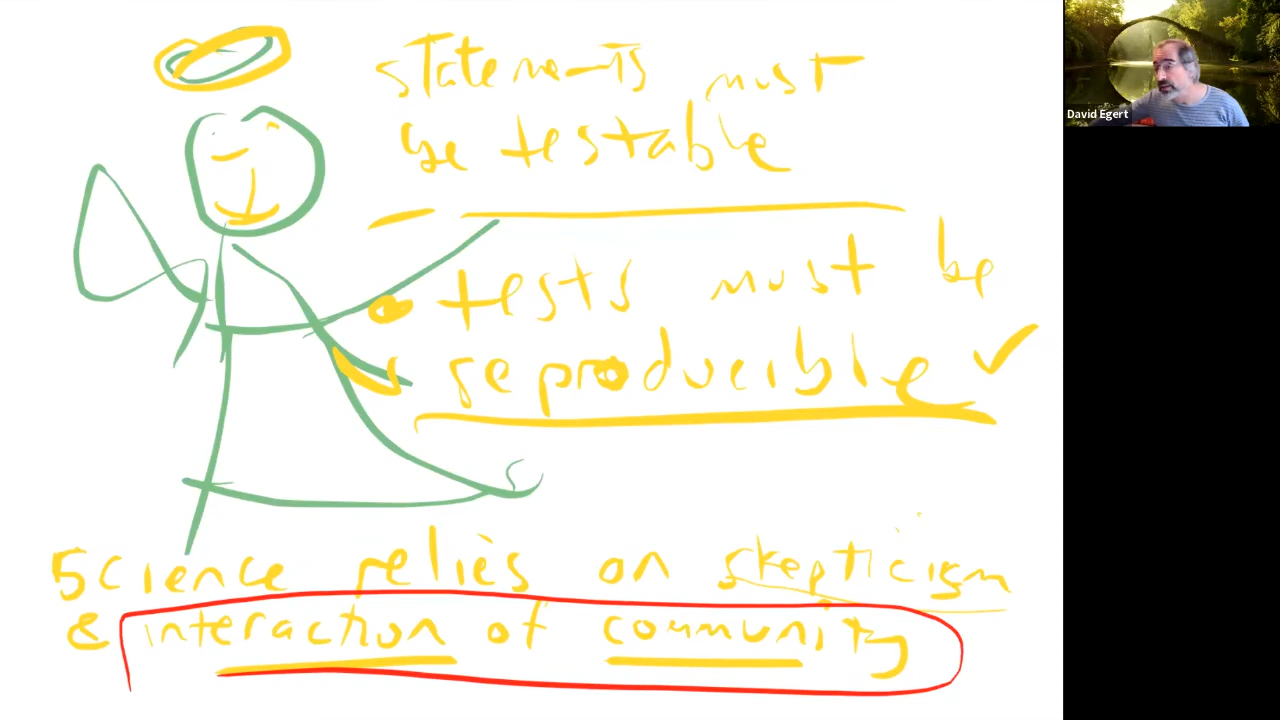 statements must
be testable
tests must be
reproducible ✓
Science relies on skepticism
& interaction of community
David Egert